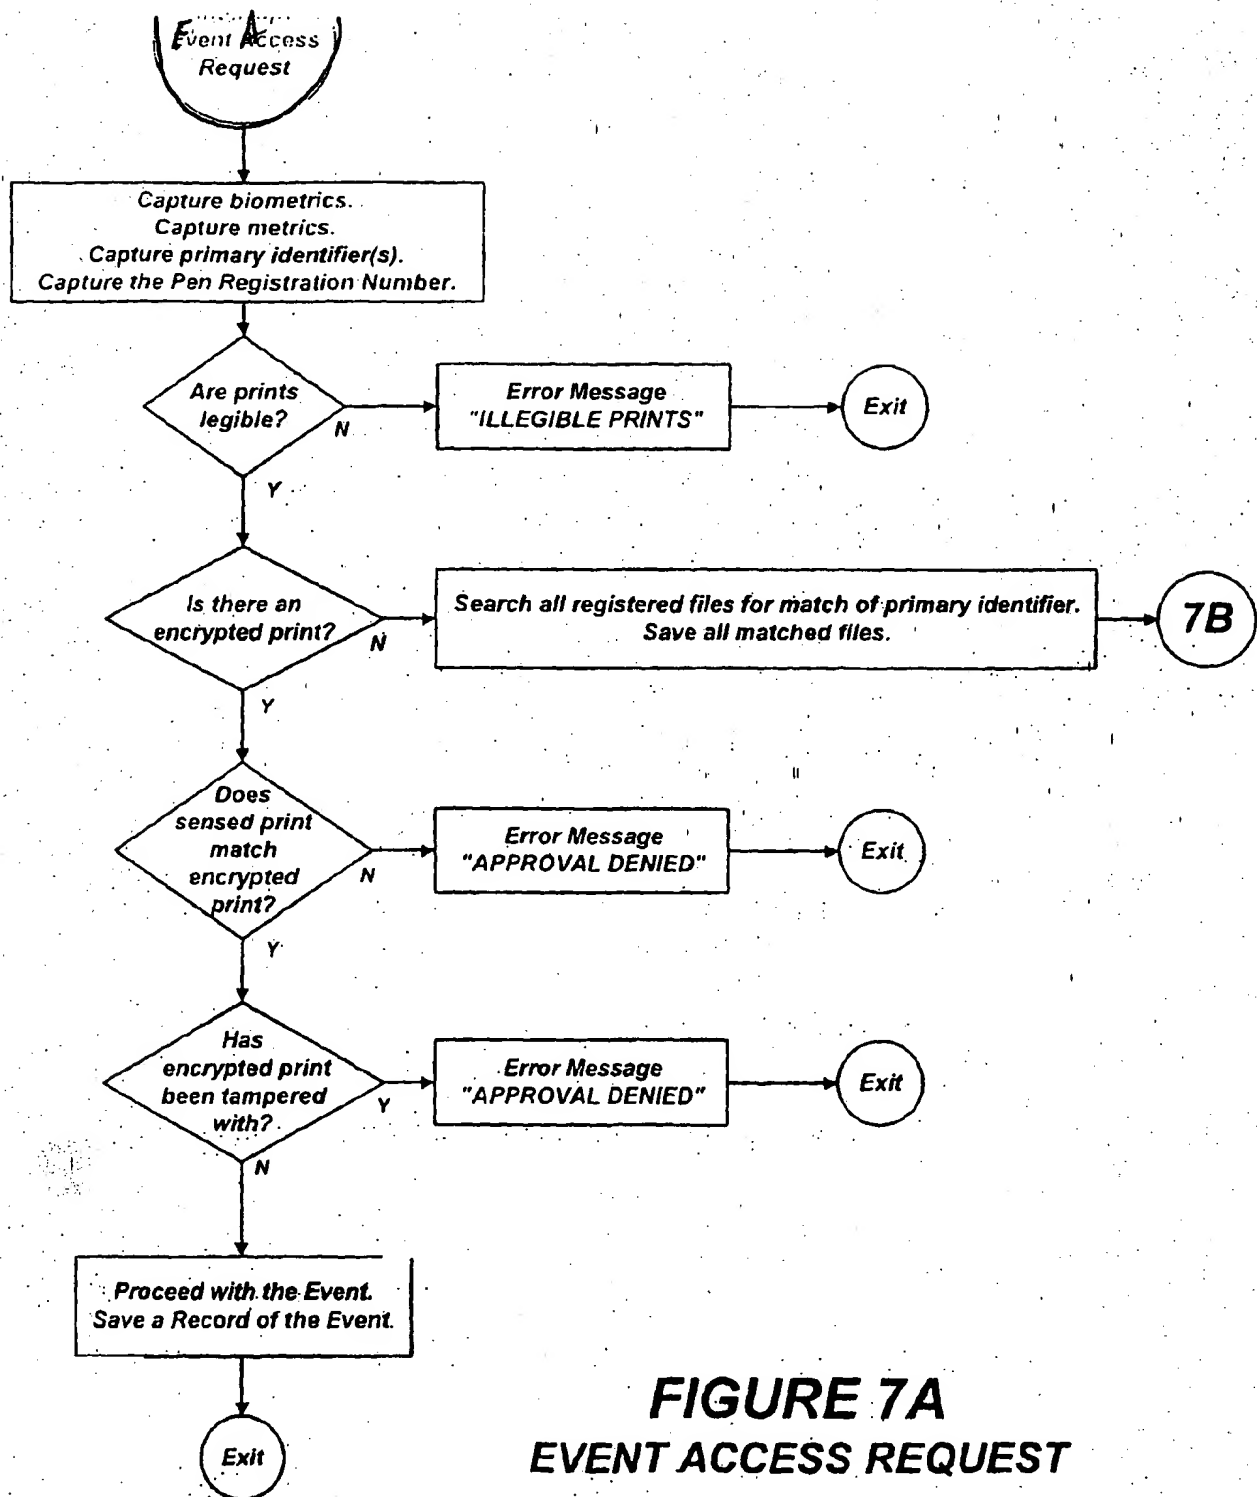 Event Access
Request
Capture biometrics.
Capture metrics.
Capture primary identifier(s).
Capture the Pen Registration Number.
Are prints
legible?
N
Error Message
"ILLEGIBLE PRINTS"
Exit
Y
Is there an
encrypted print?
N
Search all registered files for match of primary identifier.
Save all matched files.
7B
Y
Does
sensed print
match
encrypted
print?
N
Error Message
"APPROVAL DENIED"
Exit
Y
Has
encrypted print
been tampered
with?
Y
Error Message
"APPROVAL DENIED"
Exit
N
Proceed with the Event.
Save a Record of the Event.
Exit
FIGURE 7A
EVENT ACCESS REQUEST